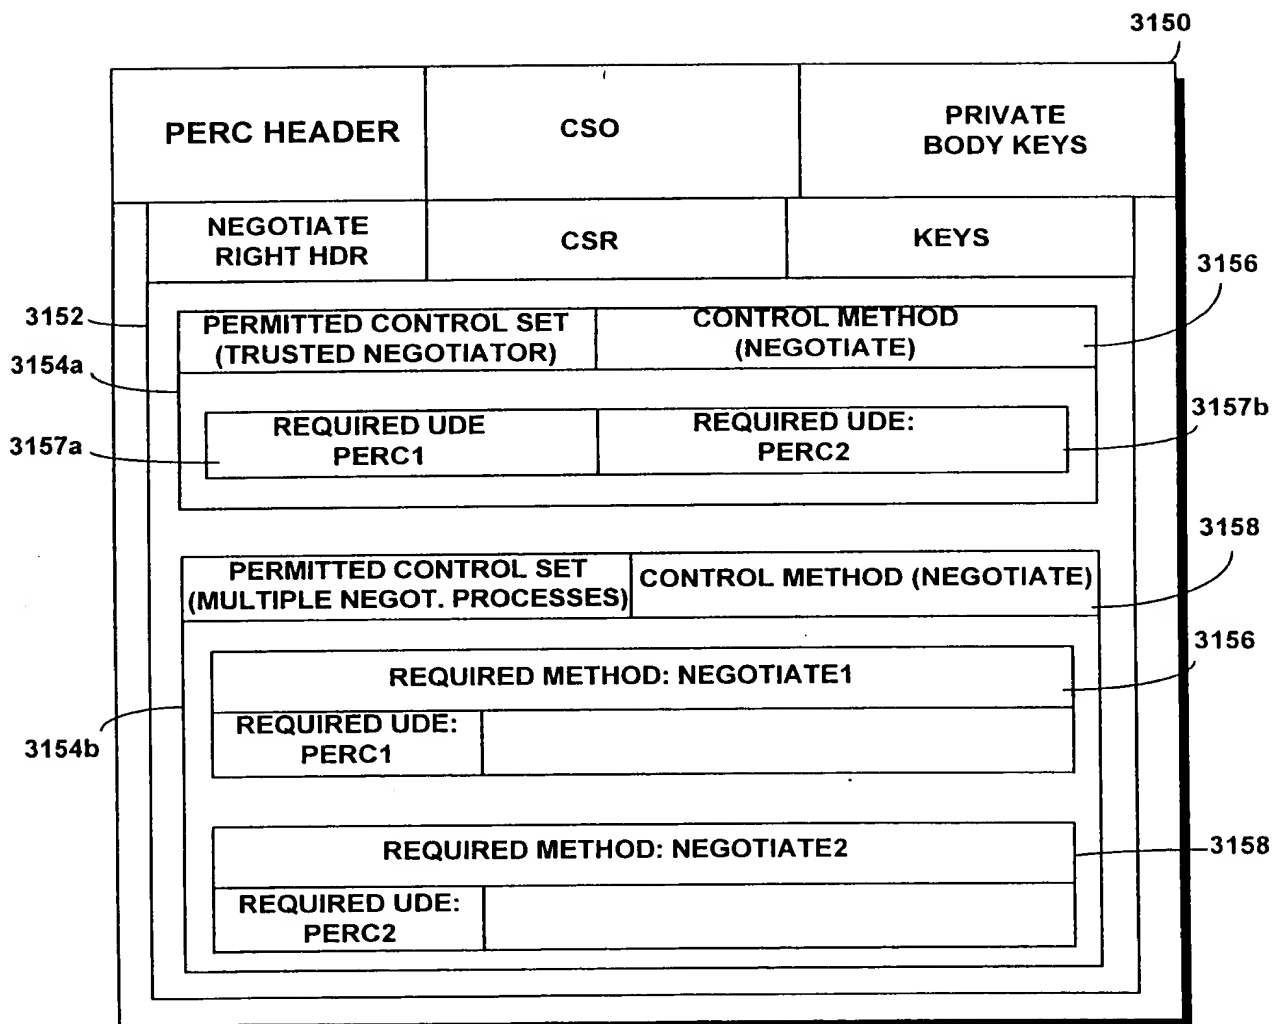 3150
PERC HEADER
CSO
PRIVATE
BODY KEYS
NEGOTIATE
RIGHT HDR
CSR
KEYS
3156
3152
PERMITTED CONTROL SET
(TRUSTED NEGOTIATOR)
CONTROL METHOD
(NEGOTIATE)
3154a
3157a
REQUIRED UDE
PERC1
REQUIRED UDE:
PERC2
3157b
3158
PERMITTED CONTROL SET
(MULTIPLE NEGOT. PROCESSES)
CONTROL METHOD (NEGOTIATE)
3156
REQUIRED METHOD: NEGOTIATE1
REQUIRED UDE:
PERC1
3154b
REQUIRED METHOD: NEGOTIATE2
3158
REQUIRED UDE:
PERC2